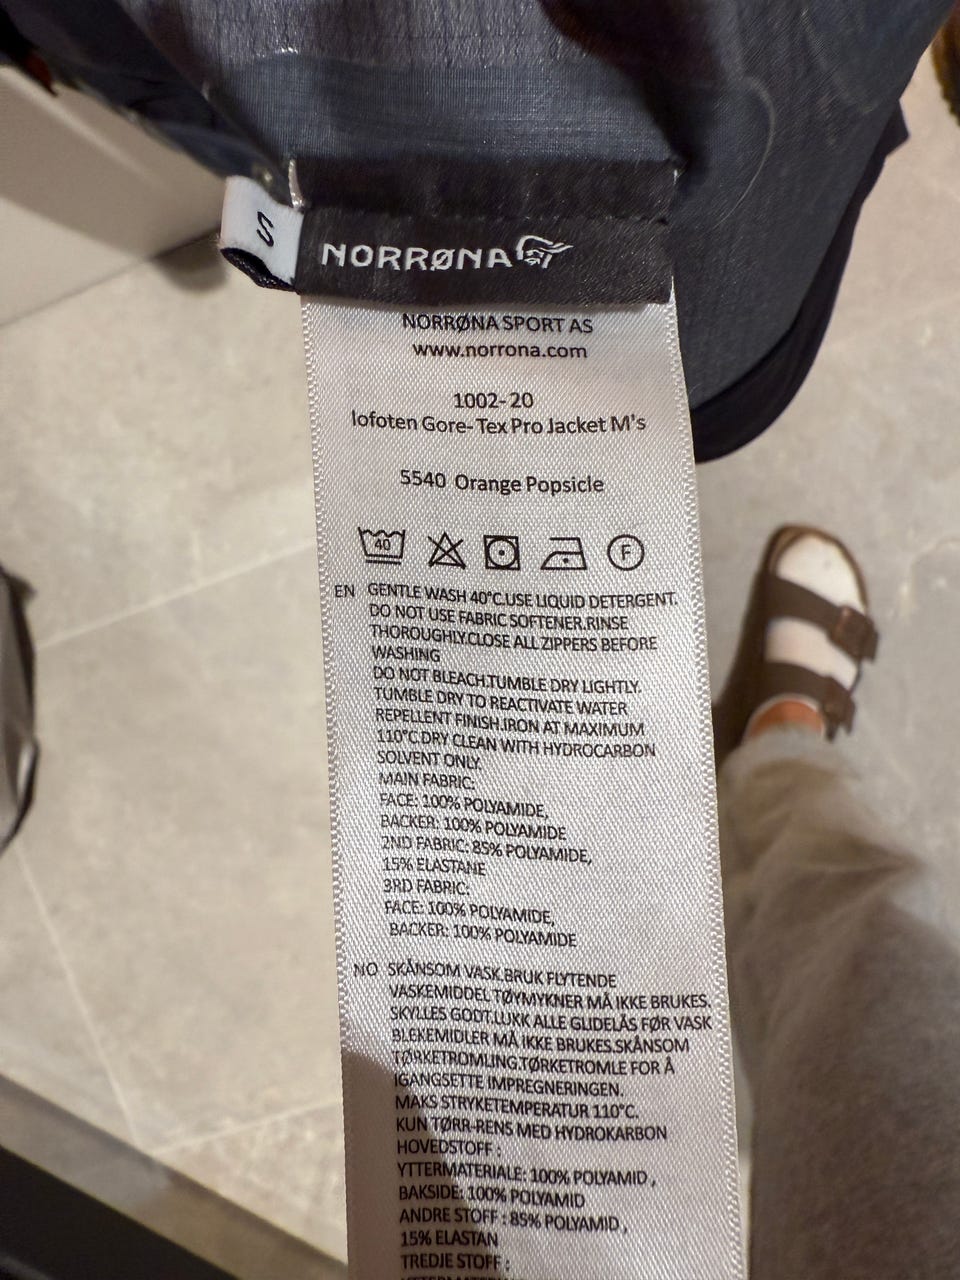 S
NORRØNA
NORRØNA SPORT AS
www.norrona.com
1002-20
lofoten Gore-Tex Pro Jacket M's
5540 Orange Popsicle
40
F
EN GENTLE WASH 40°C.USE LIQUID DETERGENT.
DO NOT USE FABRIC SOFTENER.RINSE
THOROUGHLY.CLOSE ALL ZIPPERS BEFORE
WASHING
DO NOT BLEACH.TUMBLE DRY LIGHTLY.
TUMBLE DRY TO REACTIVATE WATER
REPELLENT FINISH.IRON AT MAXIMUM
110°C.DRY CLEAN WITH HYDROCARBON
SOLVENT ONLY.
MAIN FABRIC:
FACE: 100% POLYAMIDE,
BACKER: 100% POLYAMIDE
2ND FABRIC: 85% POLYAMIDE,
15% ELASTANE
3RD FABRIC:
FACE: 100% POLYAMIDE,
BACKER: 100% POLYAMIDE
NO SKÅNSOM VASK.BRUK FLYTENDE
VASKEMIDDEL.TØYMYKNER MÅ IKKE BRUKES.
SKYLLES GODT.LUKK ALLE GLIDELÅS FØR VASK
BLEKEMIDLER MÅ IKKE BRUKES.SKÅNSOM
TØRKETROMLING.TØRKETROMLE FOR Å
IGANGSETTE IMPREGNERINGEN.
MAKS STRYKETEMPERATUR 110°C.
KUN TØRR-RENS MED HYDROKARBON
HOVEDSTOFF :
YTTERMATERIALE: 100% POLYAMID ,
BAKSIDE: 100% POLYAMID
ANDRE STOFF : 85% POLYAMID ,
15% ELASTAN
TREDJE STOFF :